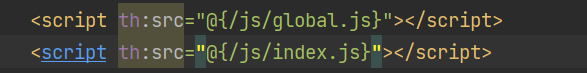 <script th:src="@{/js/global.js}"></script>
<script th:src="@{/js/index.js}"></script>